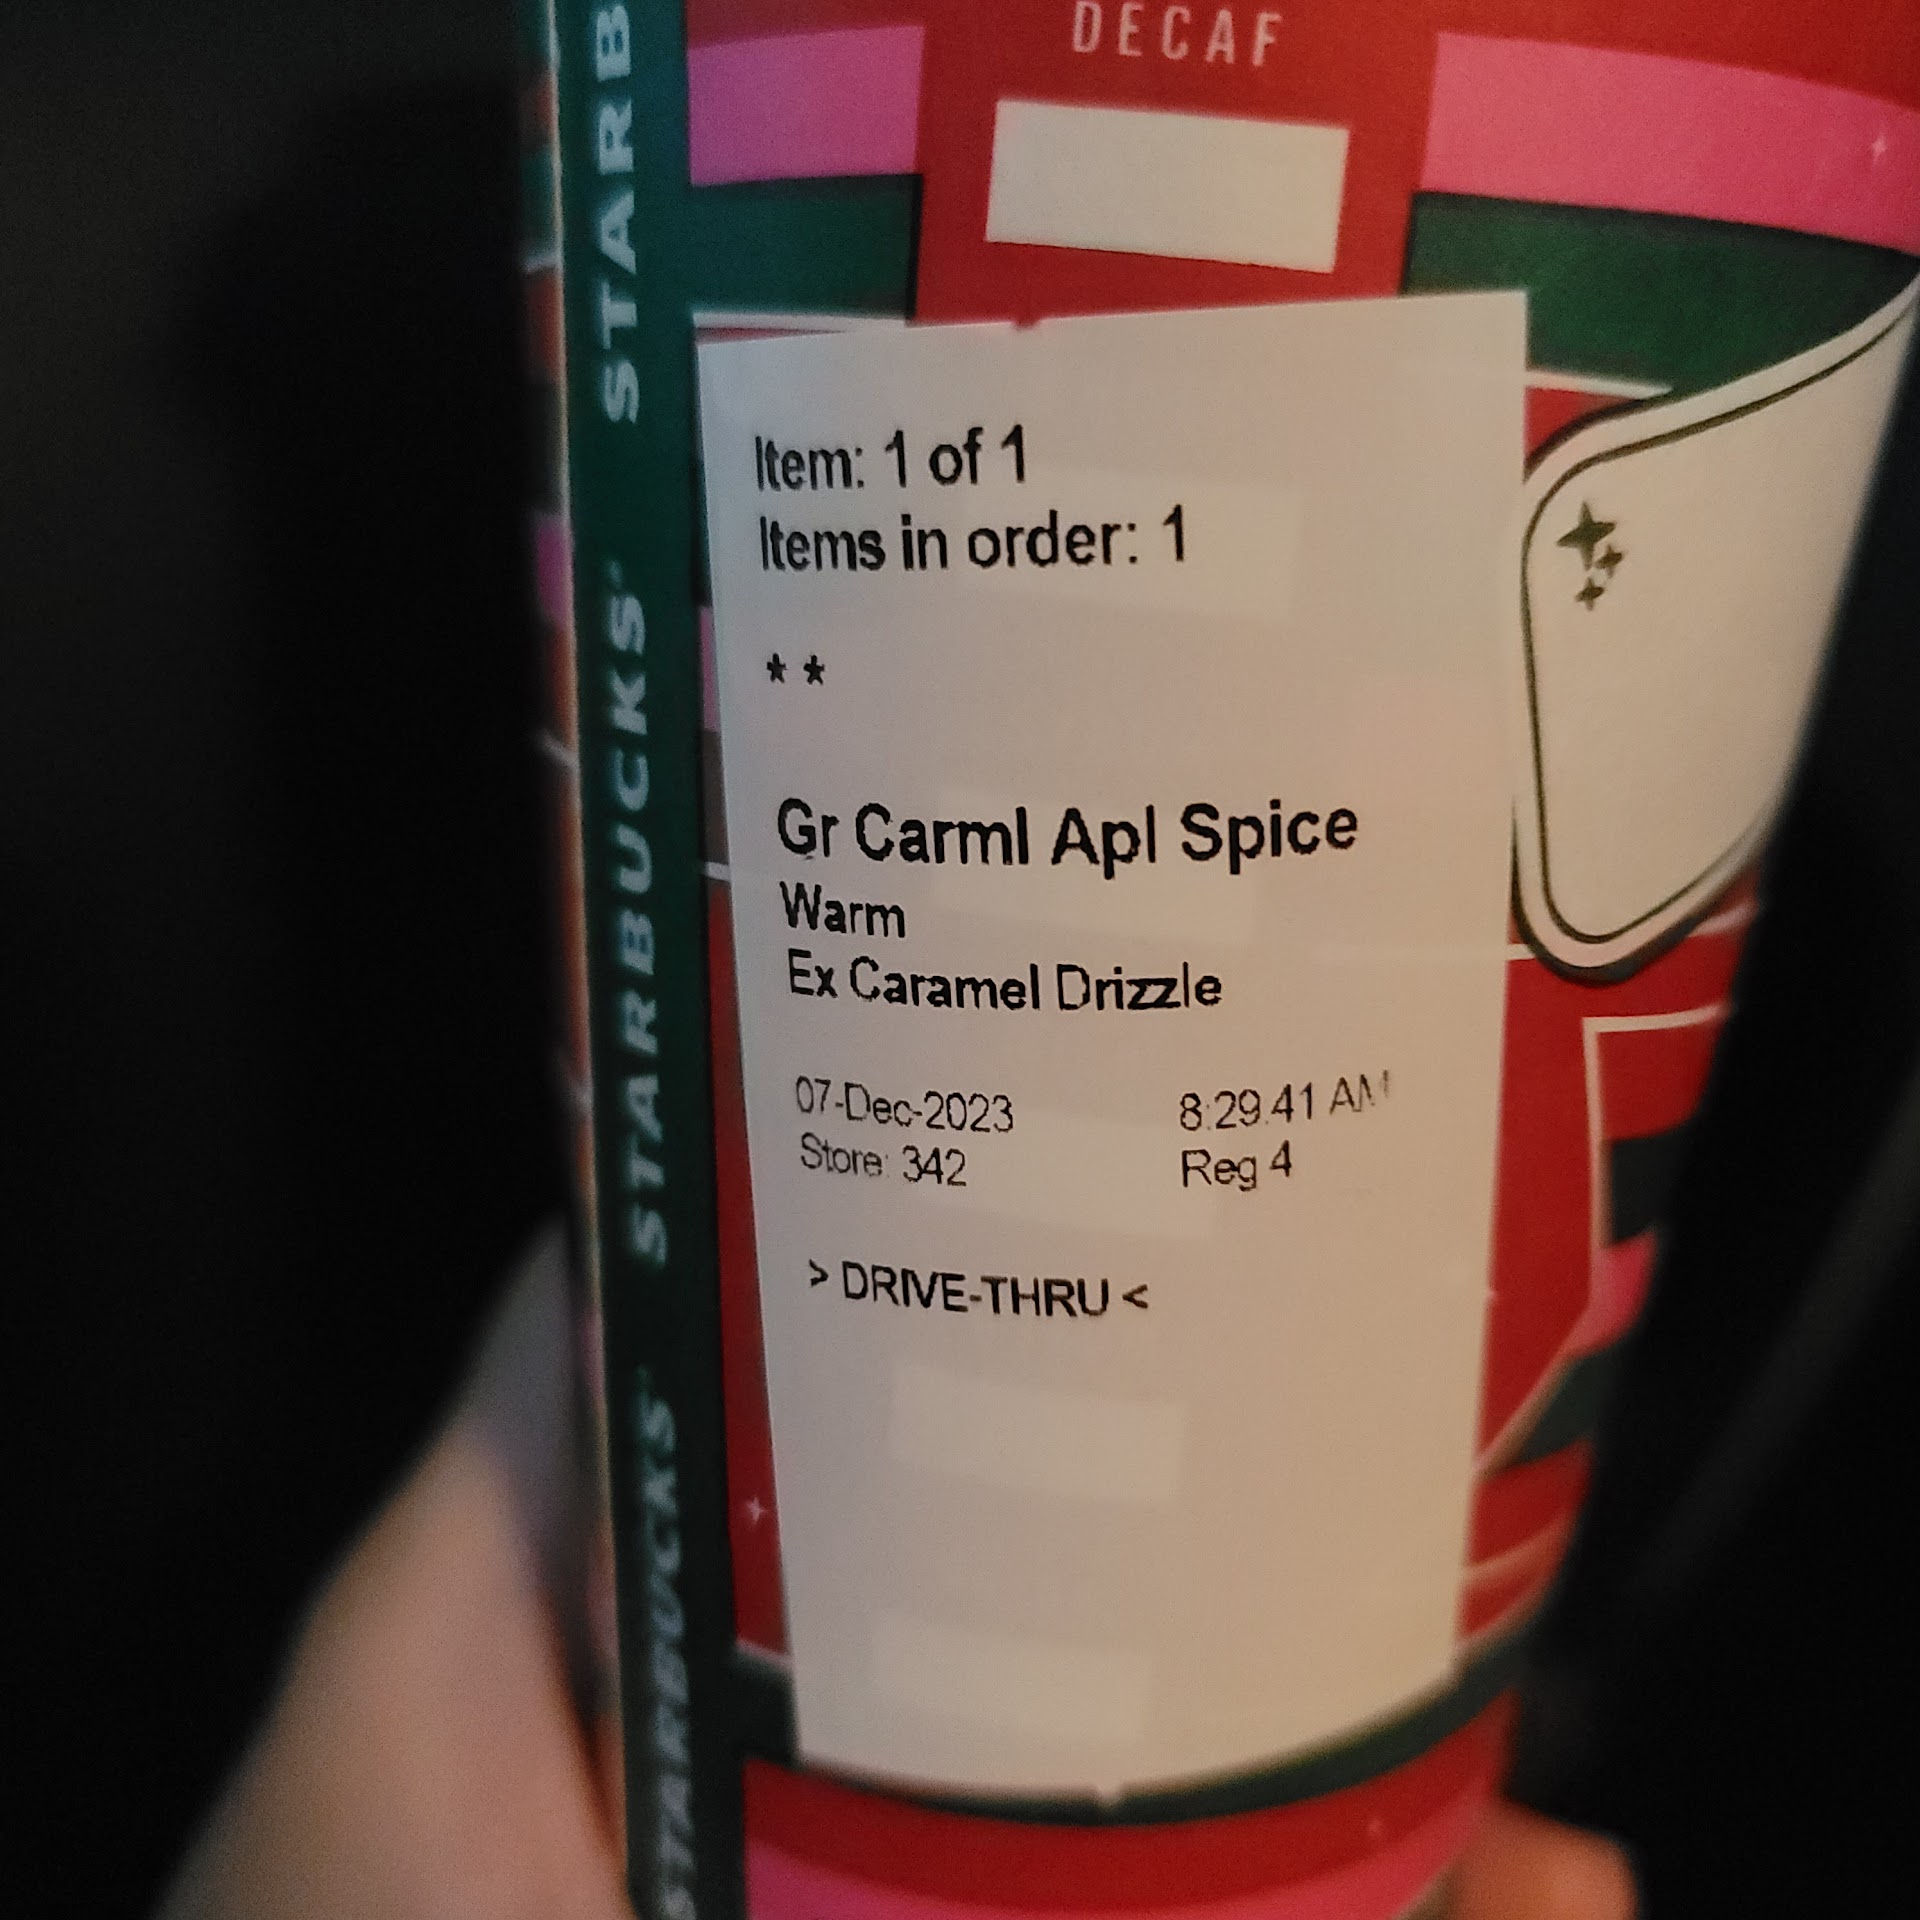 DECAF
STARB
STARBUCKS
STARBUCKS
STARBUCKS
Item: 1 of 1
Items in order: 1
* *
Gr Carml Apl Spice
Warm
Ex Caramel Drizzle
07-Dec-2023 8:29:41 AM
Store: 342 Reg 4
> DRIVE-THRU <